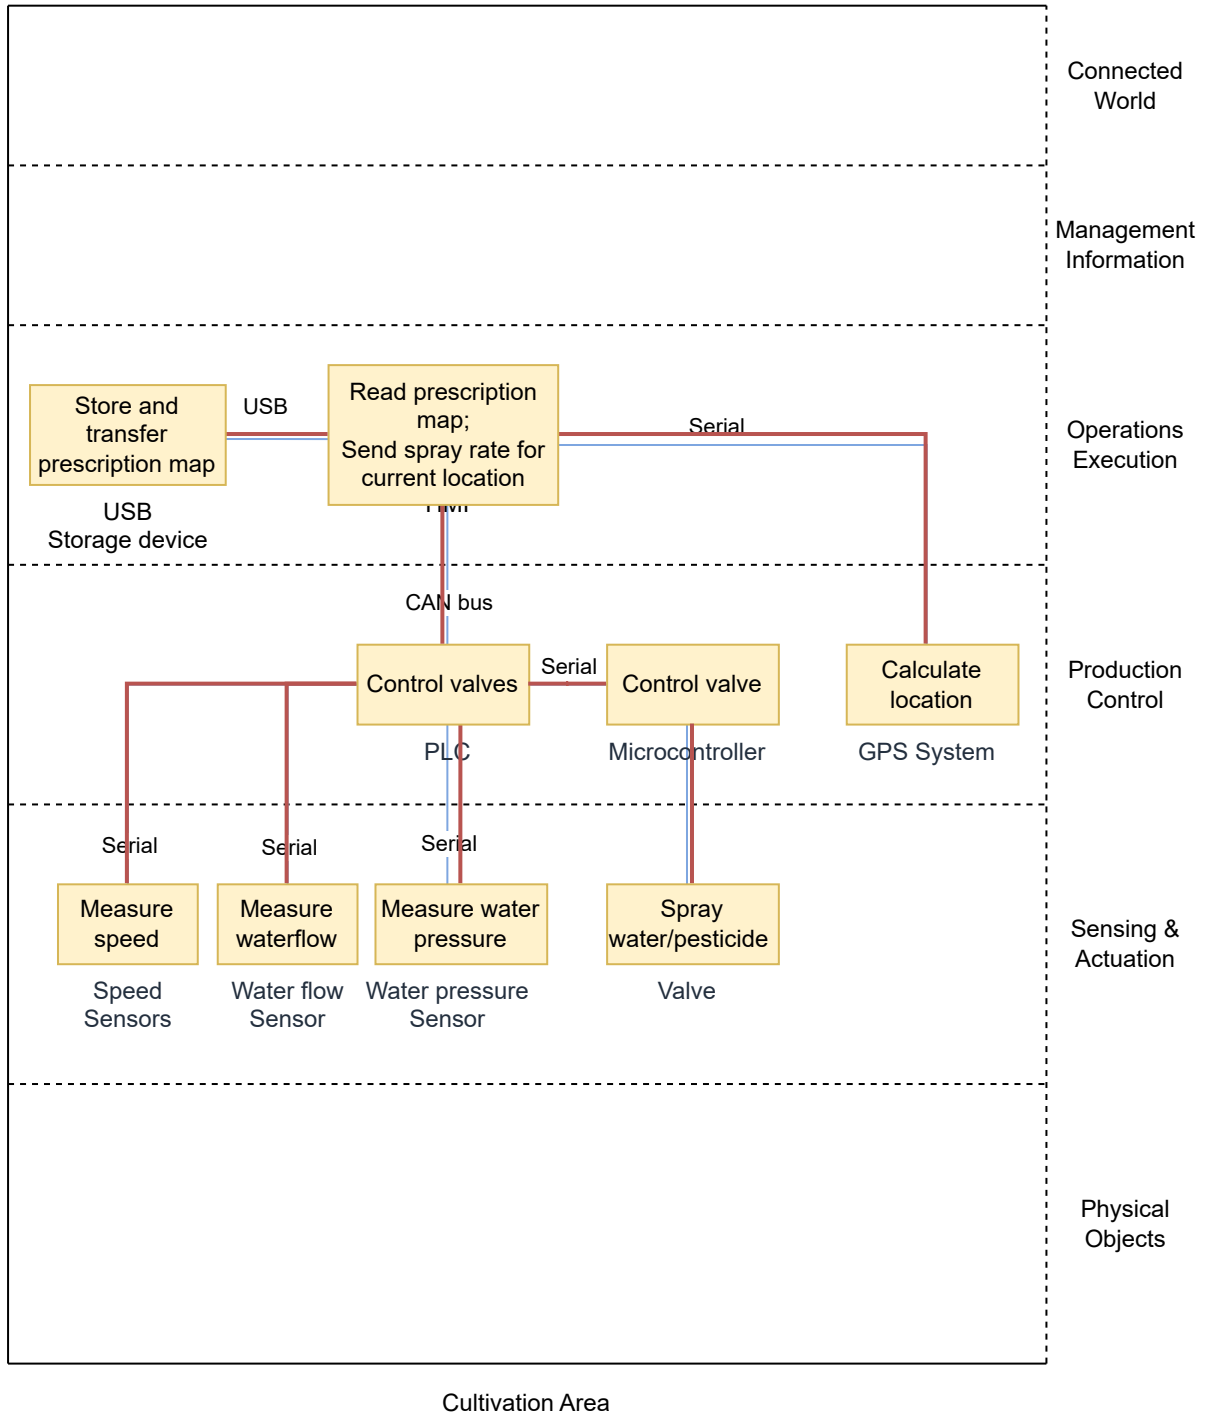 Connected
World
Management
Information
Store and
transfer
prescription map
USB
Read prescription
map;
Send spray rate for
current location
Serial
Operations
Execution
USB
Storage device
CAN bus
Control valves
Serial
Control valve
Calculate
location
Production
Control
PLC
Microcontroller
GPS System
Serial
Serial
Serial
Measure
speed
Measure
waterflow
Measure water
pressure
Spray
water/pesticide
Sensing &
Actuation
Speed
Sensors
Water flow
Sensor
Water pressure
Sensor
Valve
Physical
Objects
Cultivation Area